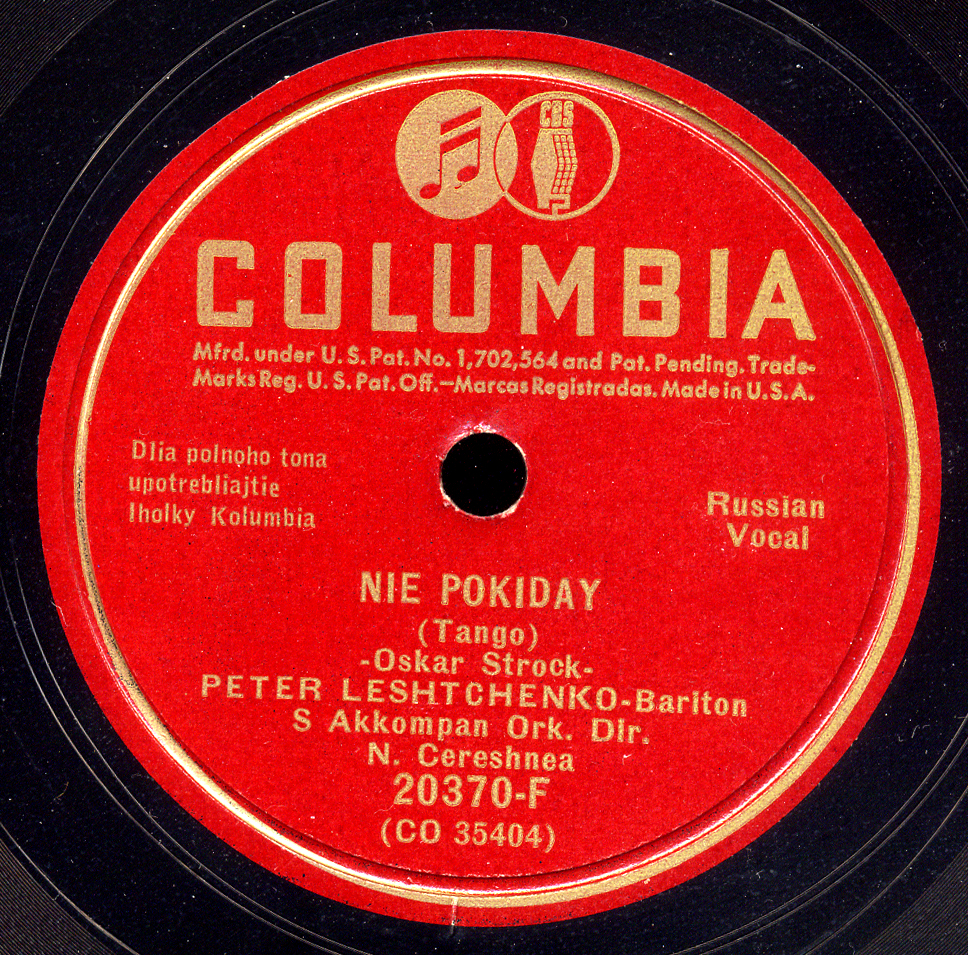 CBS
COLUMBIA
Mfrd. under U. S. Pat. No. 1,702,564 and Pat. Pending. Trade-
Marks Reg. U. S. Pat. Off.—Marcas Registradas. Made in U.S.A.
Dlia polnoho tona
upotrebliajtie
Iholky Kolumbia
Russian
Vocal
NIE POKIDAY
(Tango)
-Oskar Strock-
PETER LESHTCHENKO-Bariton
S Akkompan Ork. Dir.
N. Cereshnea
20370-F
(CO 35404)